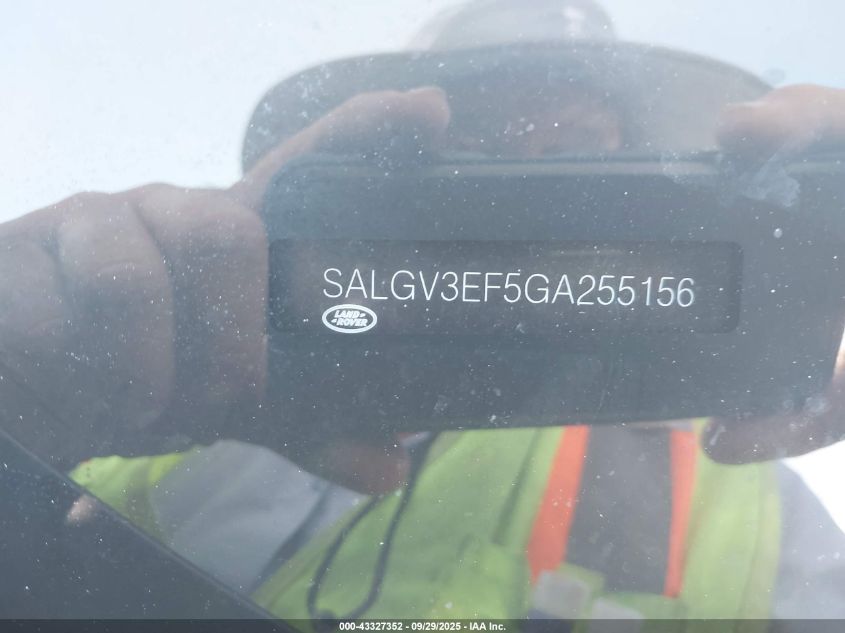 SALGV3EF5GA255156
LAND
ROVER
000-43327352 - 09/29/2025 - IAA Inc.